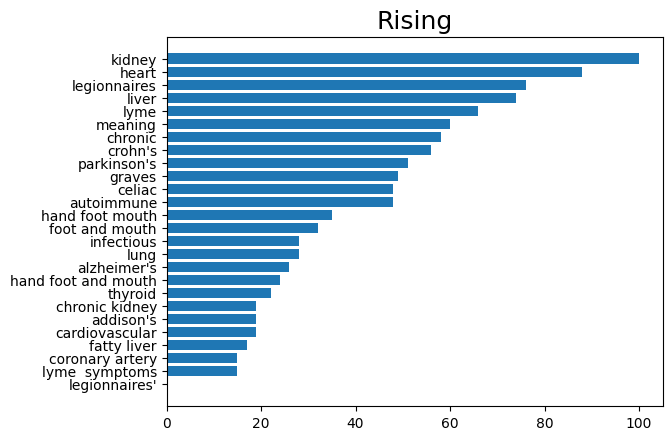 Rising
kidney
heart
legionnaires
liver
lyme
meaning
chronic
crohn's
parkinson's
graves
celiac
autoimmune
hand foot mouth
foot and mouth
infectious
lung
alzheimer's
hand foot and mouth
thyroid
chronic kidney
addison's
cardiovascular
fatty liver
coronary artery
lyme  symptoms
legionnaires'
0 20 40 60 80 100